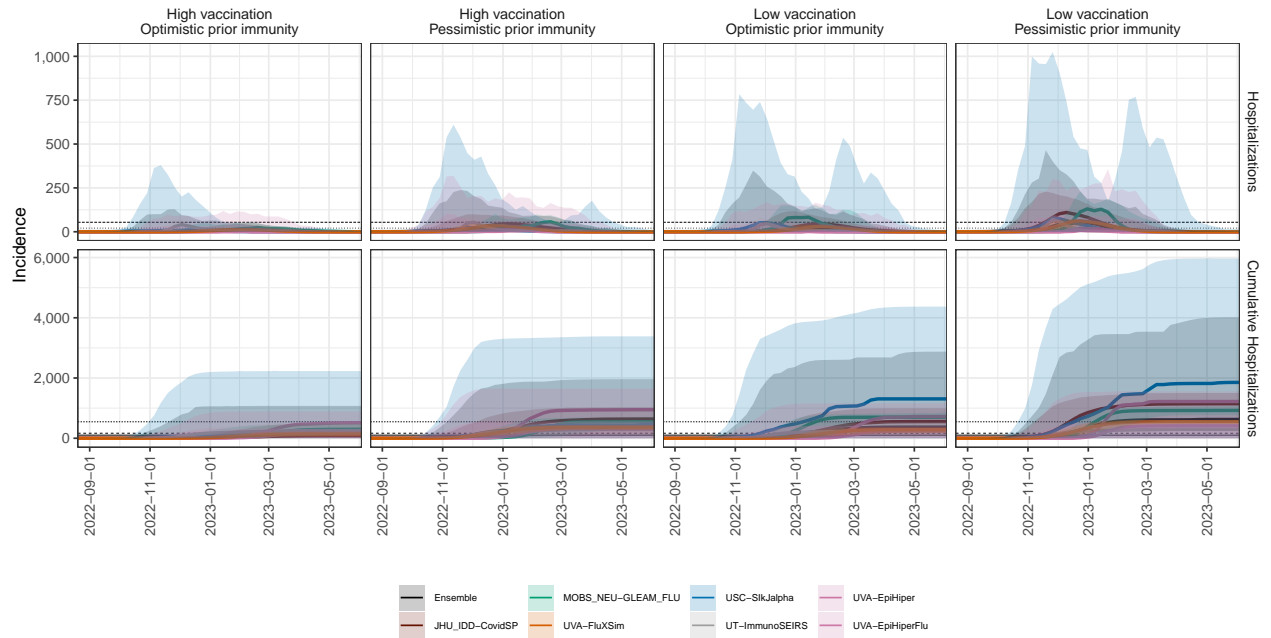 High vaccination
Optimistic prior immunity
High vaccination
Pessimistic prior immunity
Low vaccination
Optimistic prior immunity
Low vaccination
Pessimistic prior immunity
1,000
750
500
250
0
Hospitalizations
Incidence
6,000
4,000
2,000
0
Cumulative Hospitalizations
2022−09−01
2022−11−01
2023−01−01
2023−03−01
2023−05−01
2022−09−01
2022−11−01
2023−01−01
2023−03−01
2023−05−01
2022−09−01
2022−11−01
2023−01−01
2023−03−01
2023−05−01
2022−09−01
2022−11−01
2023−01−01
2023−03−01
2023−05−01
Ensemble
MOBS_NEU−GLEAM_FLU
USC−SIkJalpha
UVA−EpiHiper
JHU_IDD−CovidSP
UVA−FluXSim
UT−ImmunoSEIRS
UVA−EpiHiperFlu